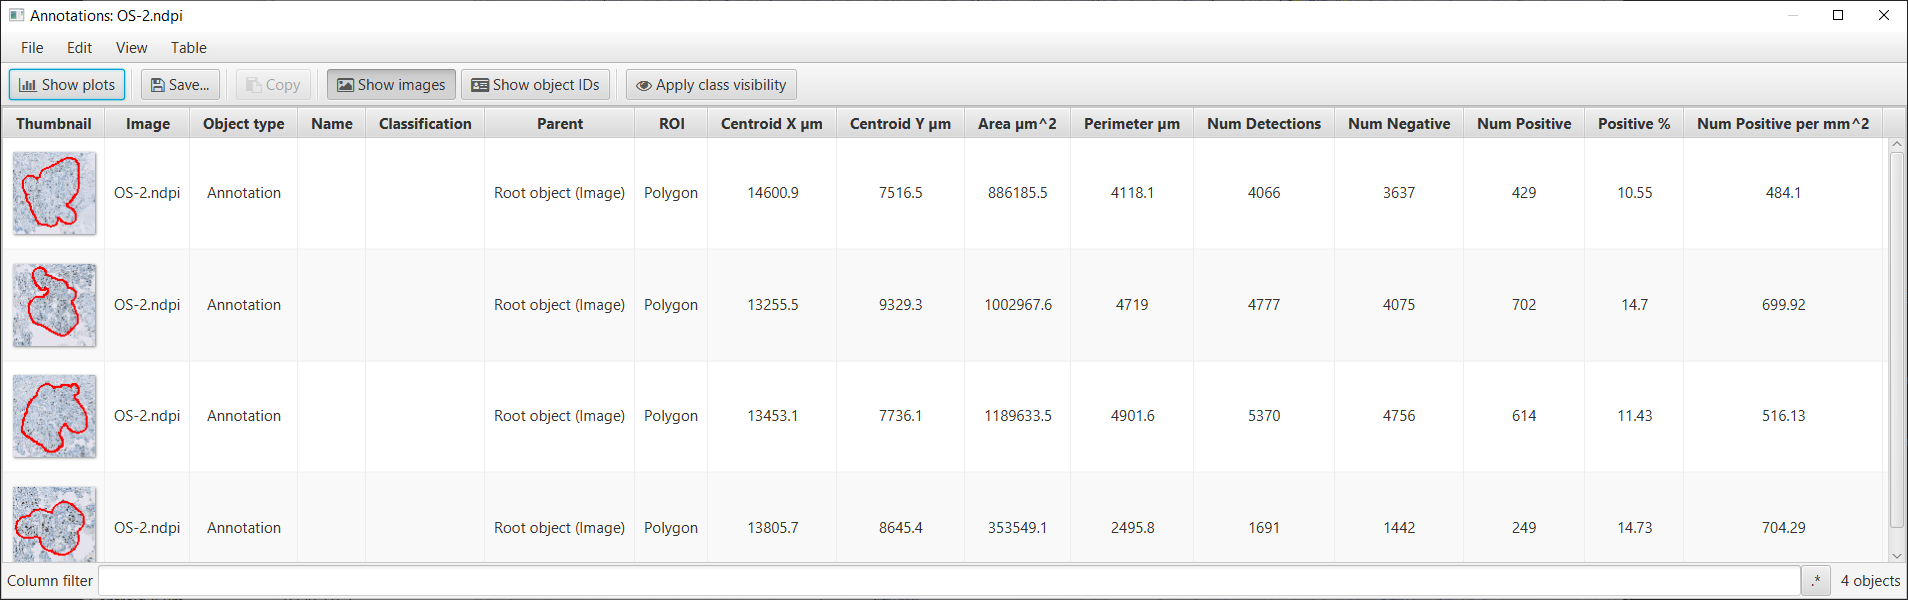 Annotations: OS-2.ndpi
File Edit View Table
Show plots Save... Copy Show images Show object IDs Apply class visibility
Thumbnail Image Object type Name Classification Parent ROI Centroid X µm Centroid Y µm Area µm^2 Perimeter µm Num Detections Num Negative Num Positive Positive % Num Positive per mm^2
OS-2.ndpi Annotation Root object (Image) Polygon 14600.9 7516.5 886185.5 4118.1 4066 3637 429 10.55 484.1
OS-2.ndpi Annotation Root object (Image) Polygon 13255.5 9329.3 1002967.6 4719 4777 4075 702 14.7 699.92
OS-2.ndpi Annotation Root object (Image) Polygon 13453.1 7736.1 1189633.5 4901.6 5370 4756 614 11.43 516.13
OS-2.ndpi Annotation Root object (Image) Polygon 13805.7 8645.4 353549.1 2495.8 1691 1442 249 14.73 704.29
Column filter .* 4 objects